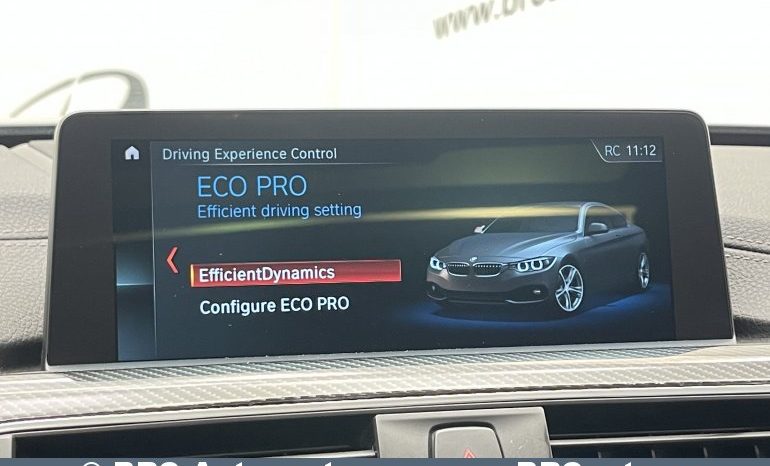 Driving Experience Control
RC 11:12
ECO PRO
Efficient driving setting
EfficientDynamics
Configure ECO PRO